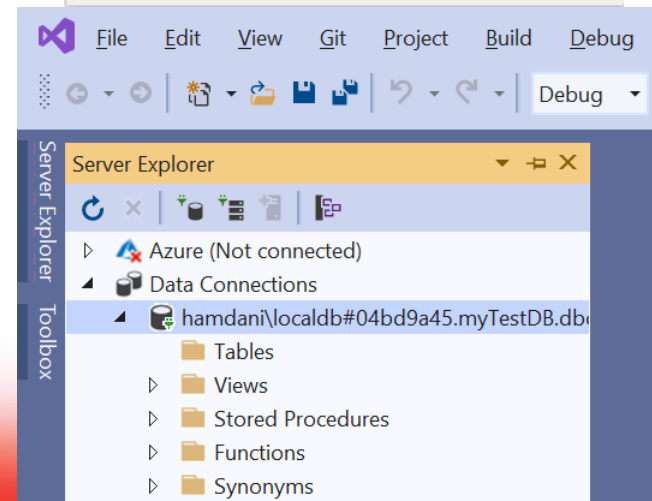 File Edit View Git Project Build Debug
Debug
Server Explorer
Toolbox
Server Explorer
Azure (Not connected)
Data Connections
hamdani\localdb#04bd9a45.myTestDB.dbo
Tables
Views
Stored Procedures
Functions
Synonyms